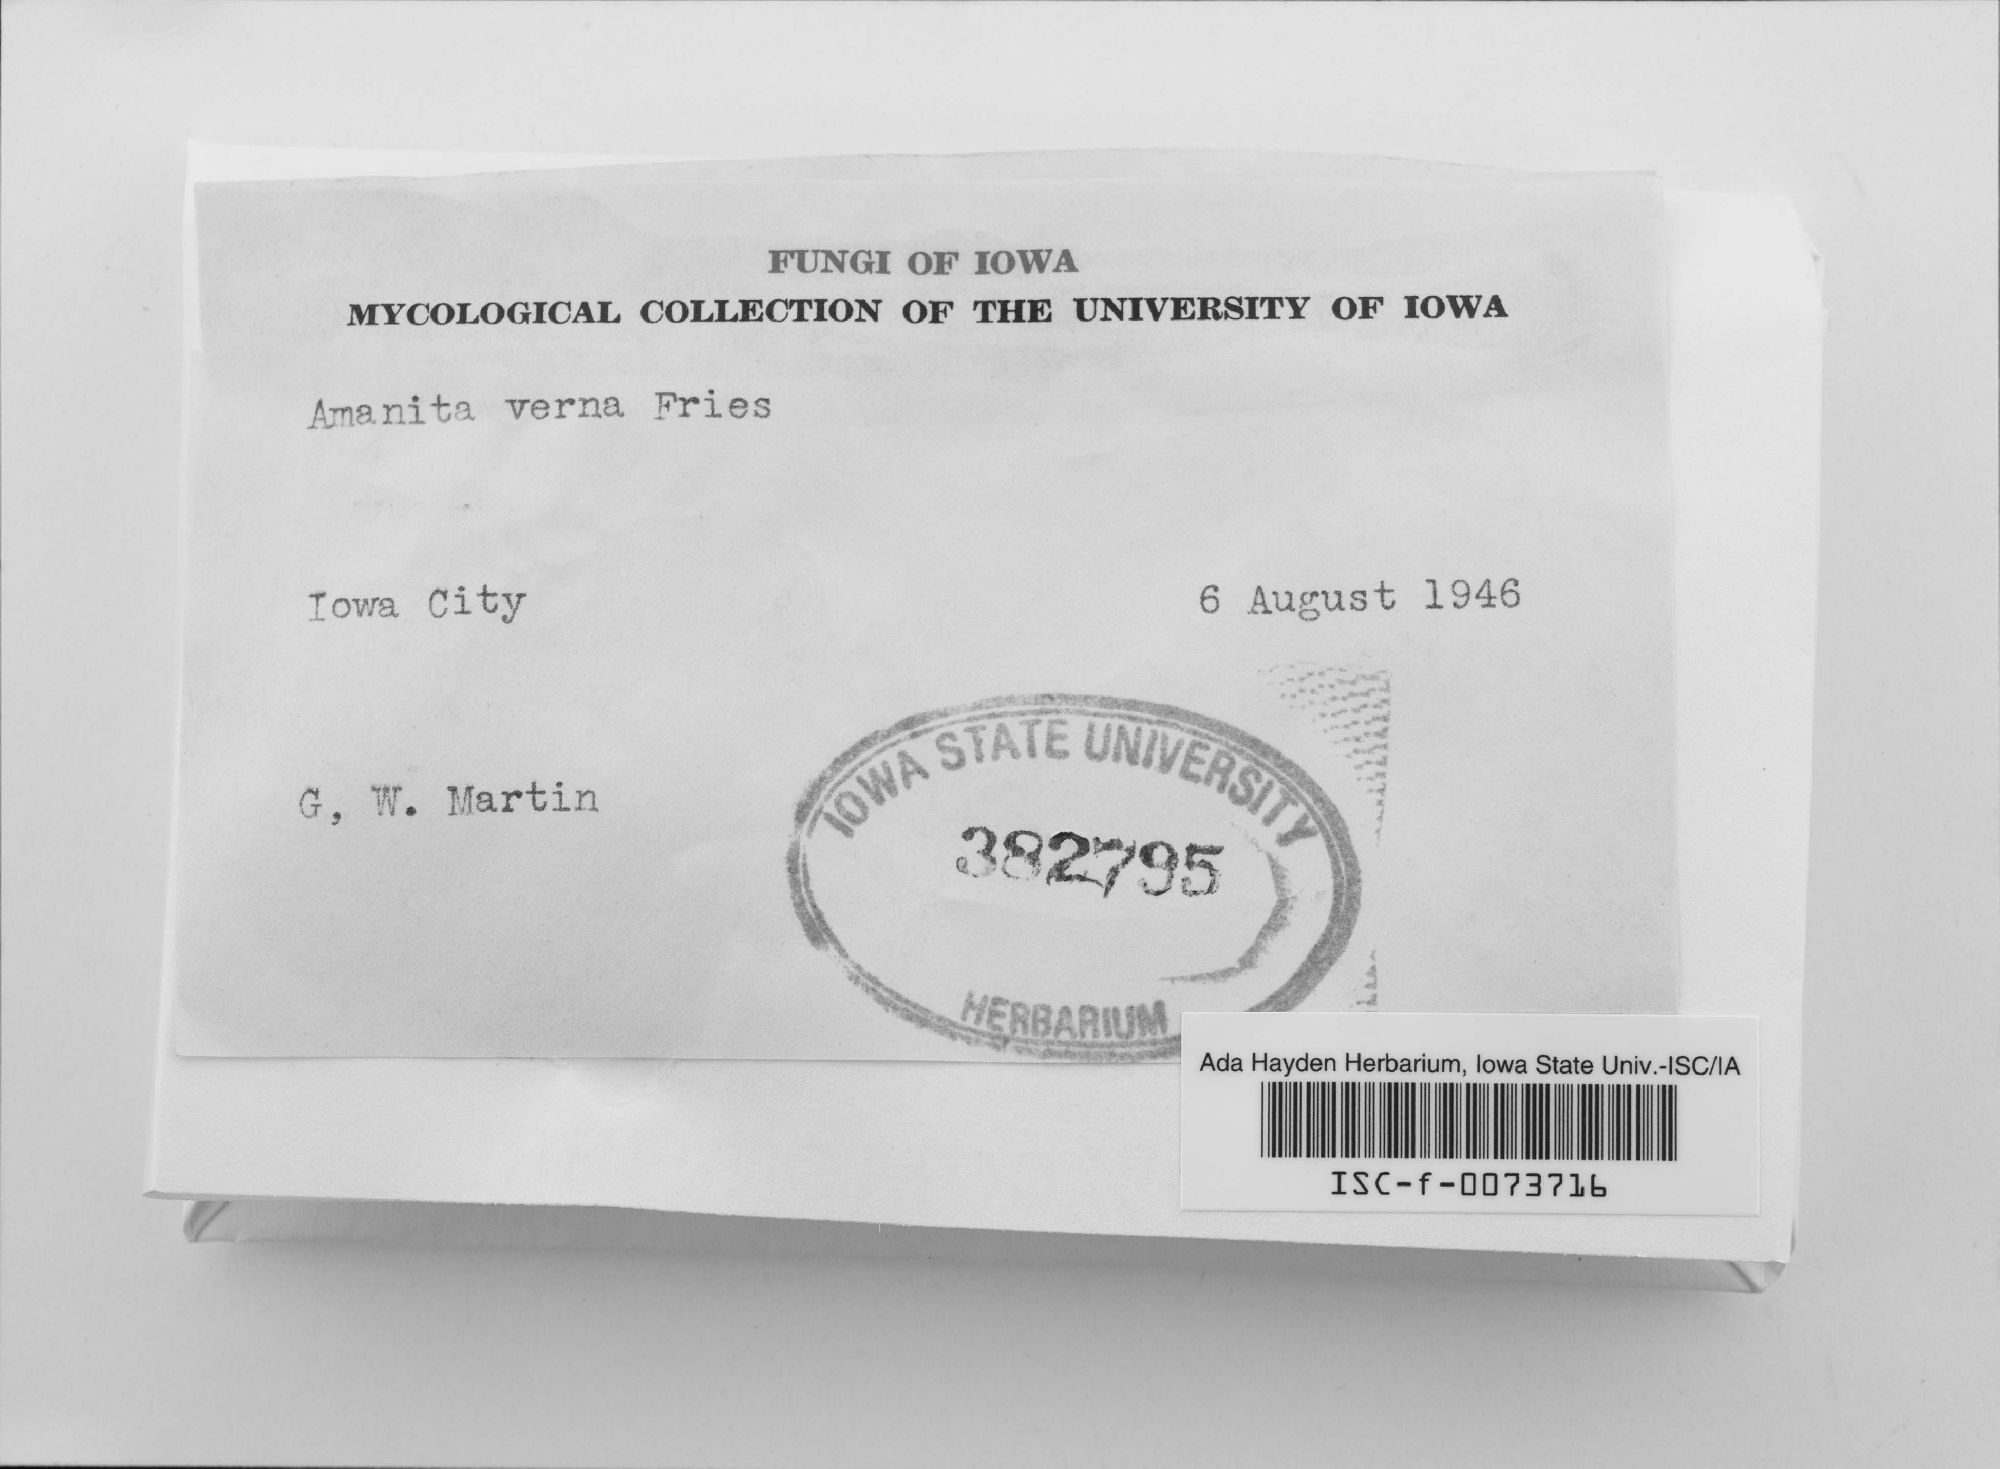 FUNGI OF IOWA
MYCOLOGICAL COLLECTION OF THE UNIVERSITY OF IOWA
Amanita verna Fries
Iowa City
6 August 1946
G, W. Martin
IOWA STATE UNIVERSITY
382795
HERBARIUM
Ada Hayden Herbarium, Iowa State Univ.-ISC/IA
ISC-f-0073716